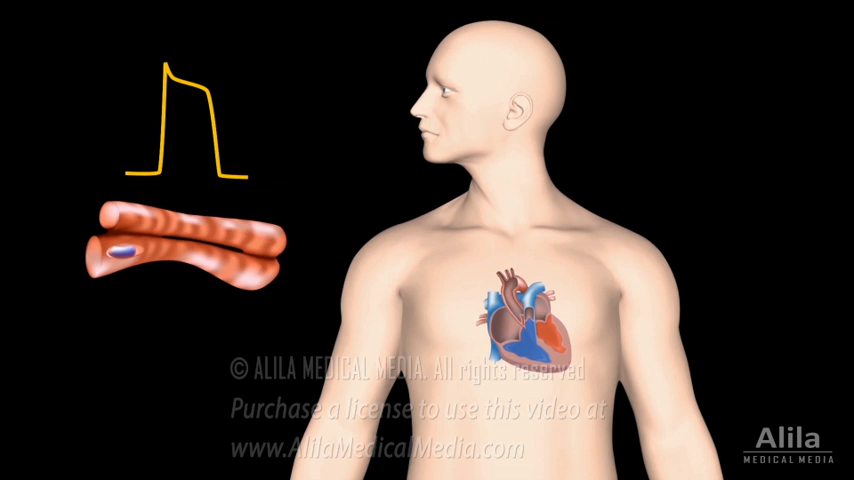 © ALILA MEDICAL MEDIA. All rights reserved
Purchase a license to use this video at
www.AlilaMedicalMedia.com
Alila
MEDICAL MEDIA